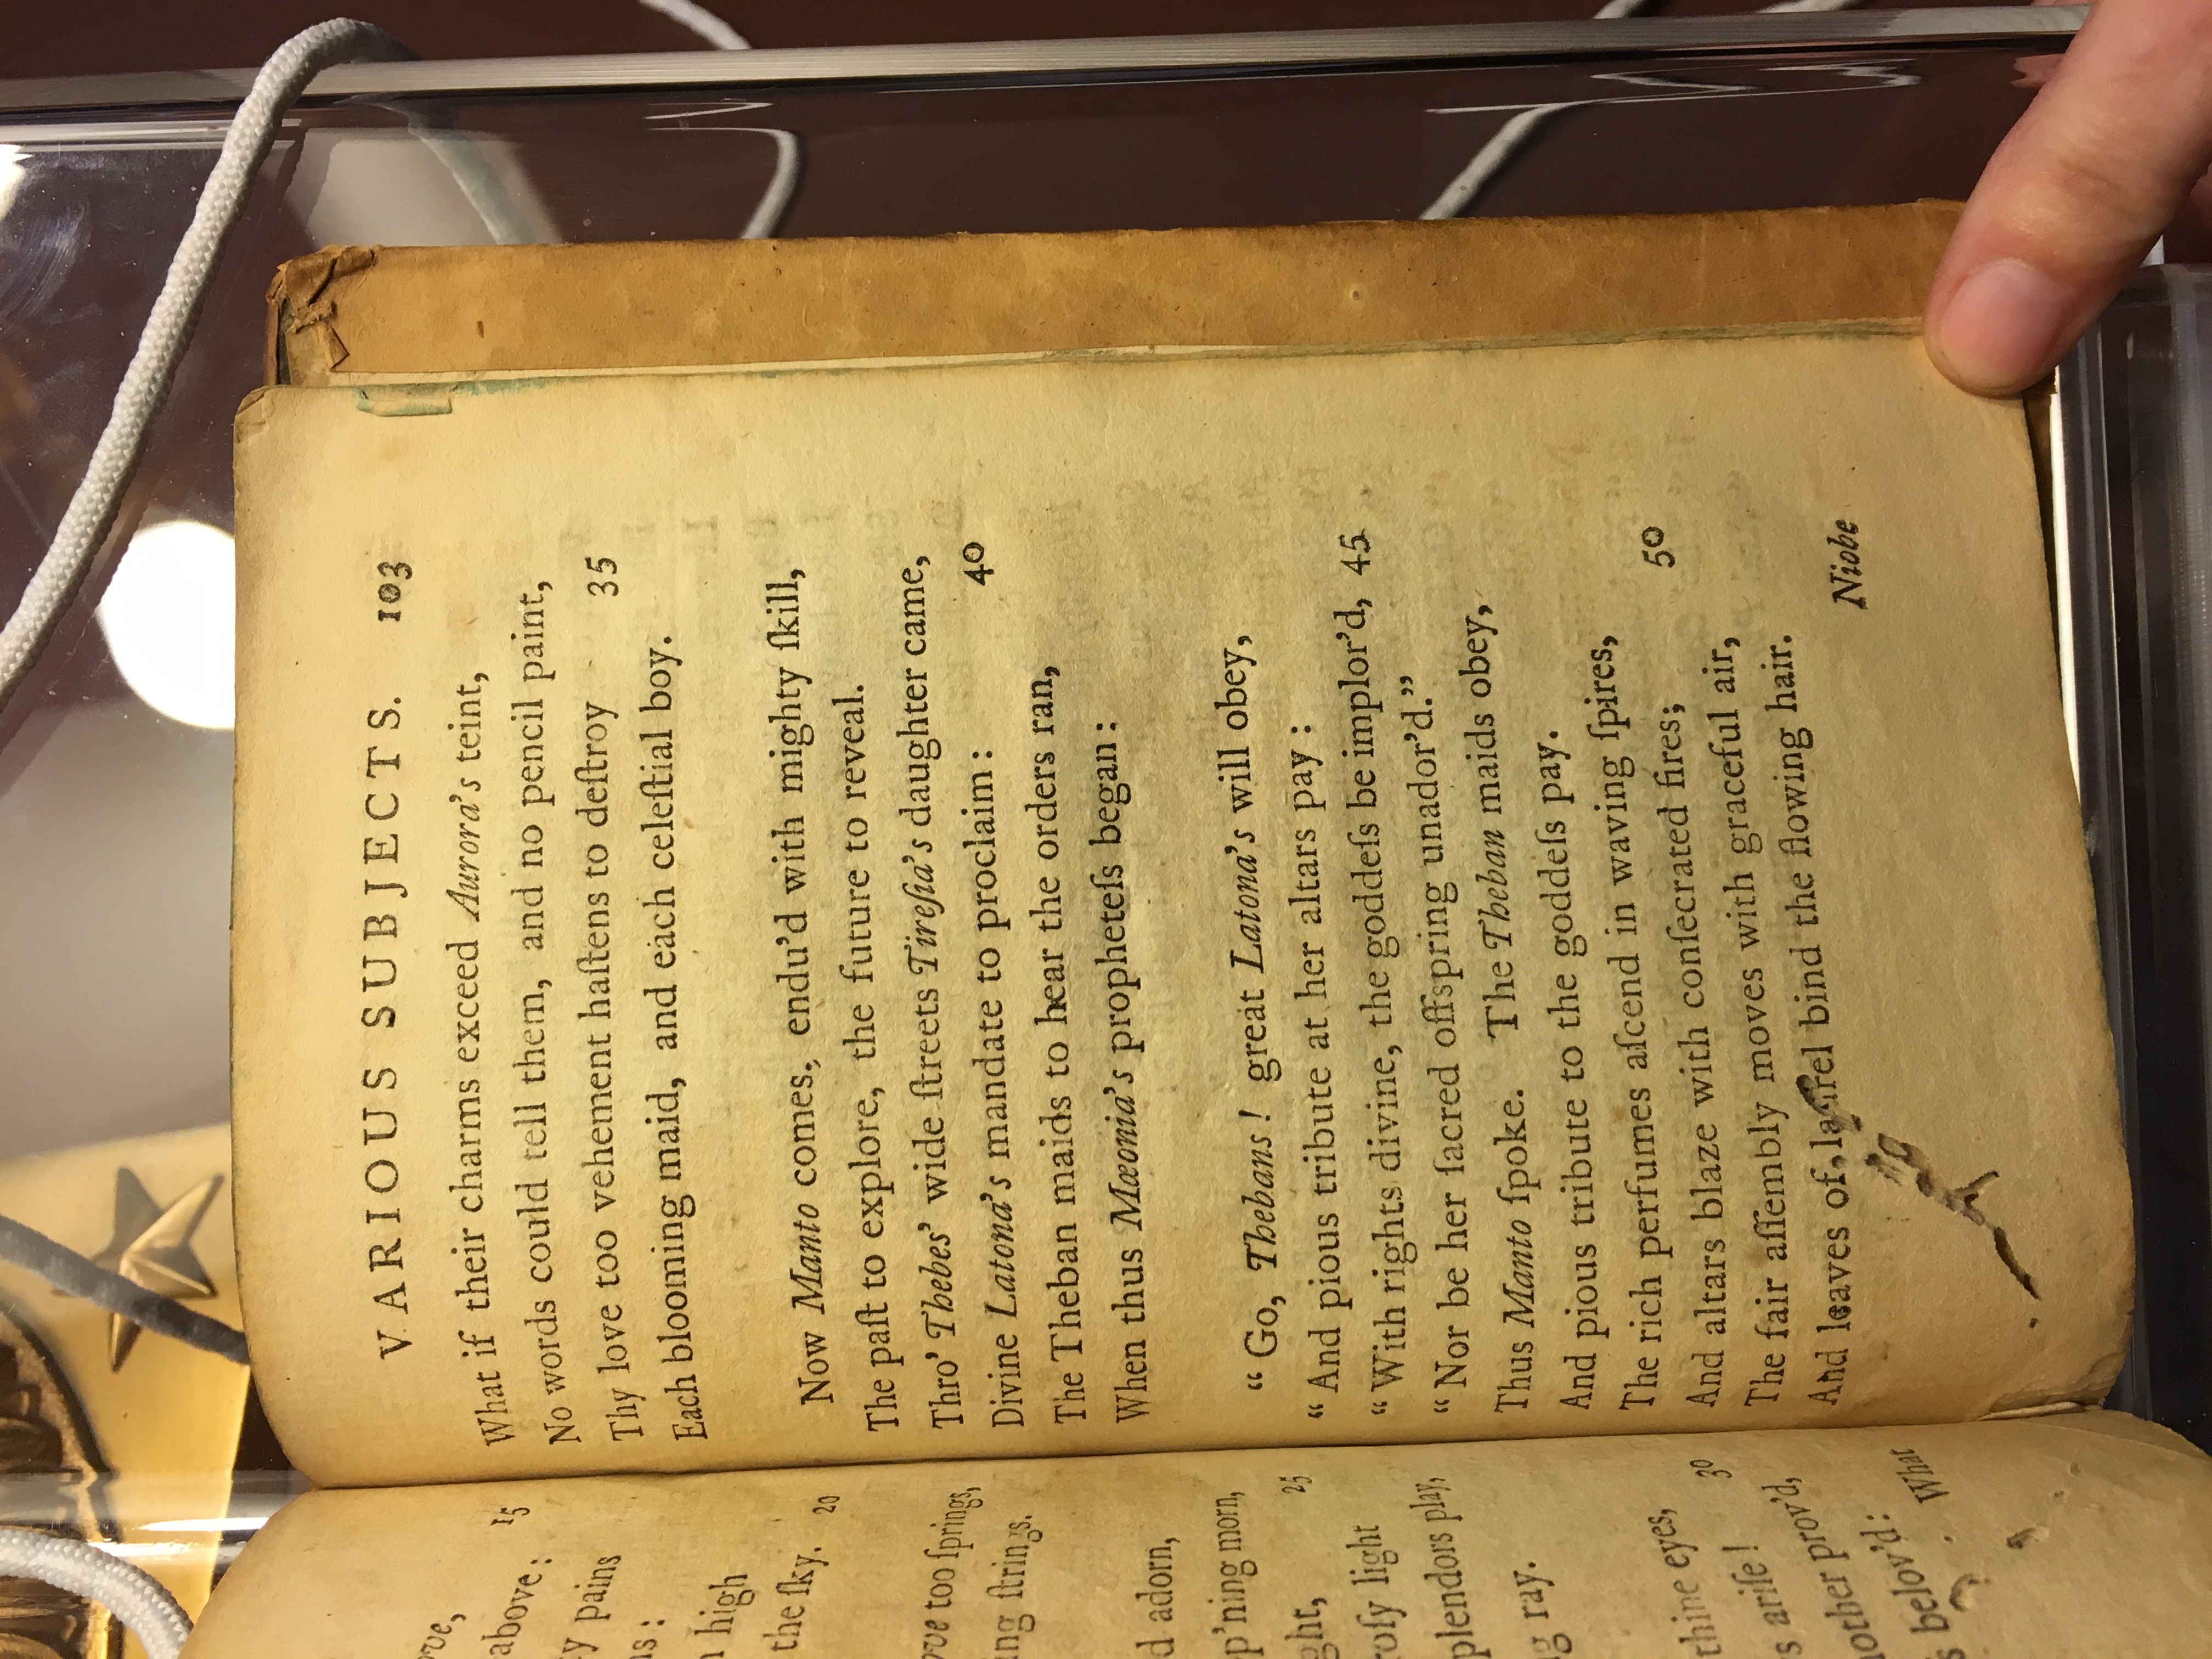 ove,
above: 15
y pains
ns:
n high
the ſky. 20
ove too ſprings,
ing ſtrings.
d adorn,
p'ning morn,
ght, 25
roſy light
plendors play,
g ray.
thine eyes,
s ariſe! 30
nother prov'd,
s belov'd:
What
VARIOUS SUBJECTS. 103
What if their charms exceed Aurora's teint,
No words could tell them, and no pencil paint,
Thy love too vehement haſtens to deſtroy 35
Each blooming maid, and each celeſtial boy.
Now Manto comes, endu'd with mighty ſkill,
The paſt to explore, the future to reveal.
Thro' Thebes' wide ſtreets Tireſia's daughter came,
Divine Latona's mandate to proclaim: 40
The Theban maids to hear the orders ran,
When thus Mæonia's propheteſs began:
“Go, Thebans! great Latona's will obey,
“And pious tribute at her altars pay:
“With rights divine, the goddeſs be implor'd, 45
“Nor be her ſacred offspring unador'd.”
Thus Manto ſpoke. The Theban maids obey,
And pious tribute to the goddeſs pay.
The rich perfumes aſcend in waving ſpires,
And altars blaze with conſecrated fires; 50
The fair aſſembly moves with graceful air,
And leaves of laurel bind the flowing hair.
Niobe